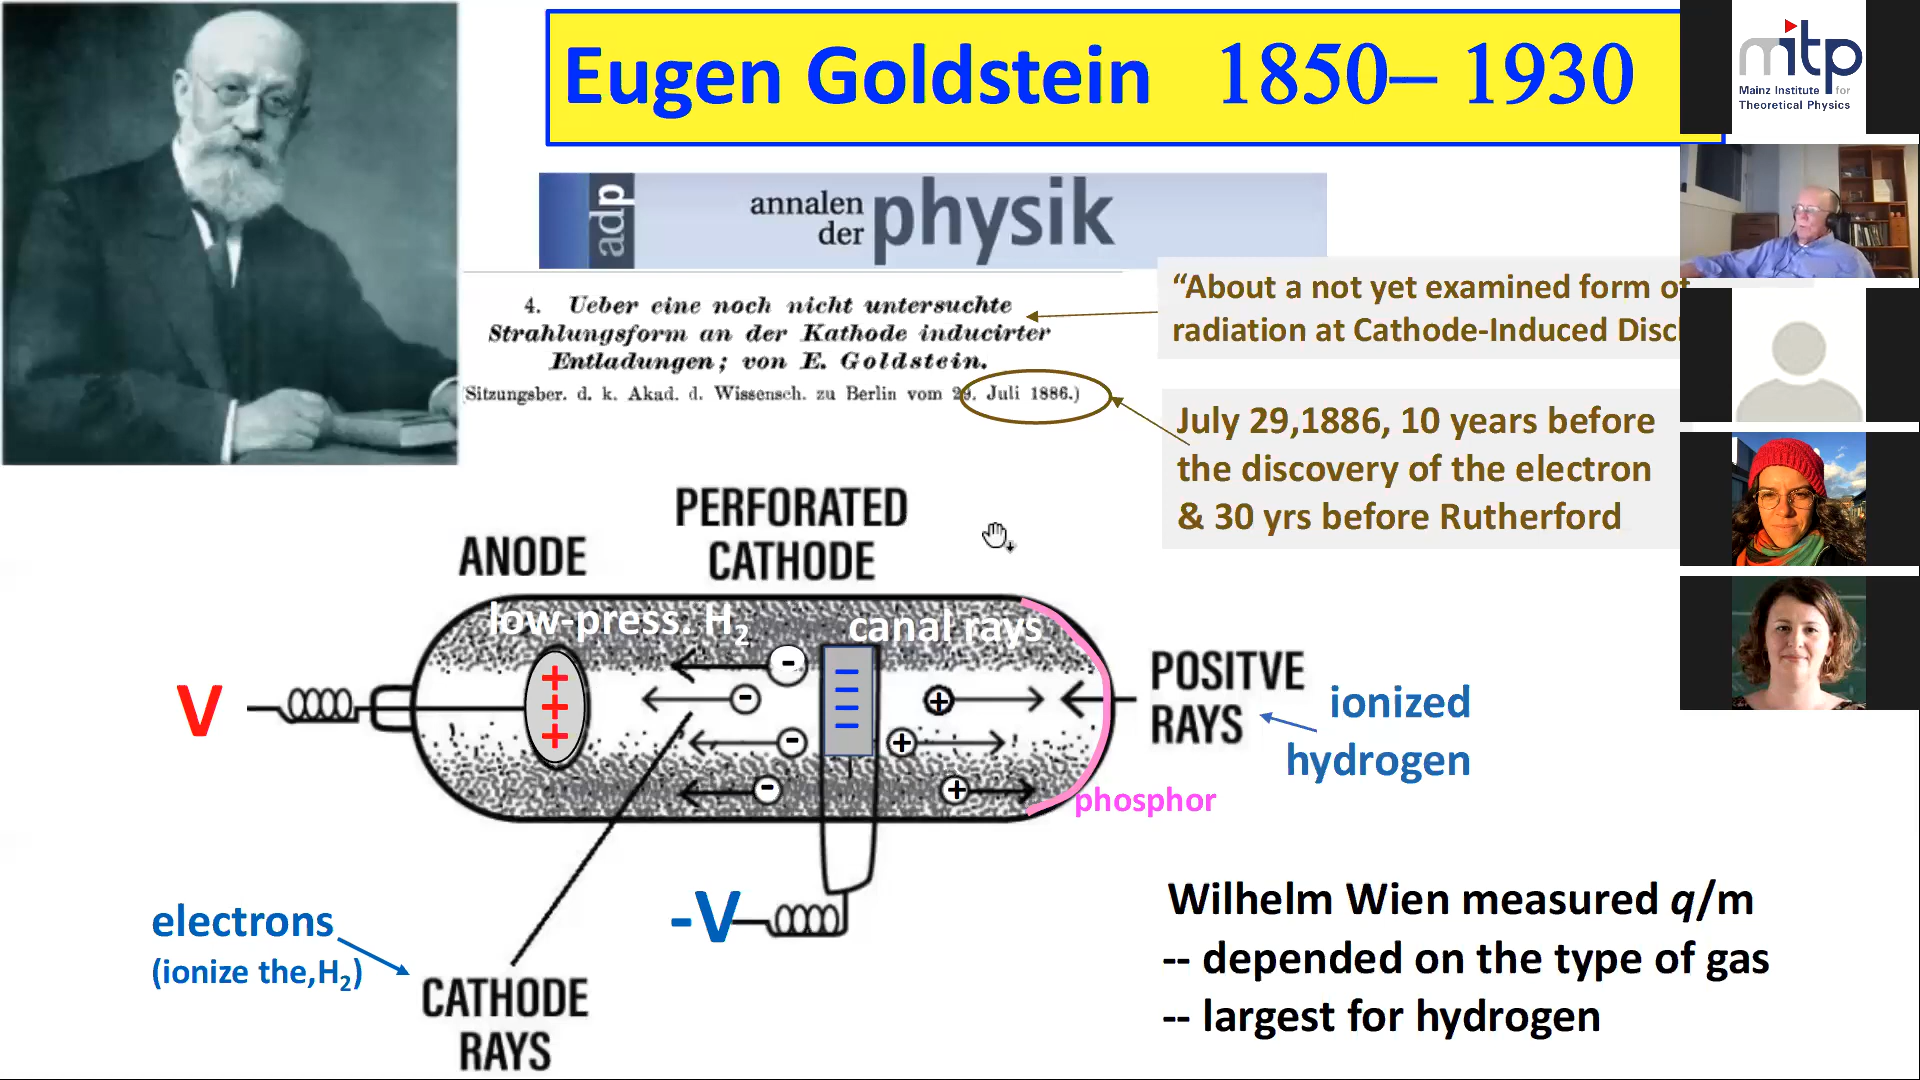 Eugen Goldstein 1850– 1930
mitp
Mainz Institute for
Theoretical Physics
adp
annalen
der
physik
4. Ueber eine noch nicht untersuchte
Strahlungsform an der Kathode inducirter
Entladungen; von E. Goldstein.
Sitzungsber. d. k. Akad. d. Wissensch. zu Berlin vom 29. Juli 1886.)
“About a not yet examined form of
radiation at Cathode-Induced Discl
July 29,1886, 10 years before
the discovery of the electron
& 30 yrs before Rutherford
PERFORATED
CATHODE
ANODE
low-press. H2
canal rays
V
+
+
+
-
-
-
-
+
+
+
POSITVE
RAYS
ionized
hydrogen
phosphor
-V
electrons
(ionize the,H2)
CATHODE
RAYS
Wilhelm Wien measured q/m
-- depended on the type of gas
-- largest for hydrogen